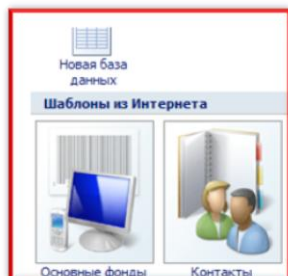 Новая база
данных
Шаблоны из Интернета
Основные фонды
Контакты